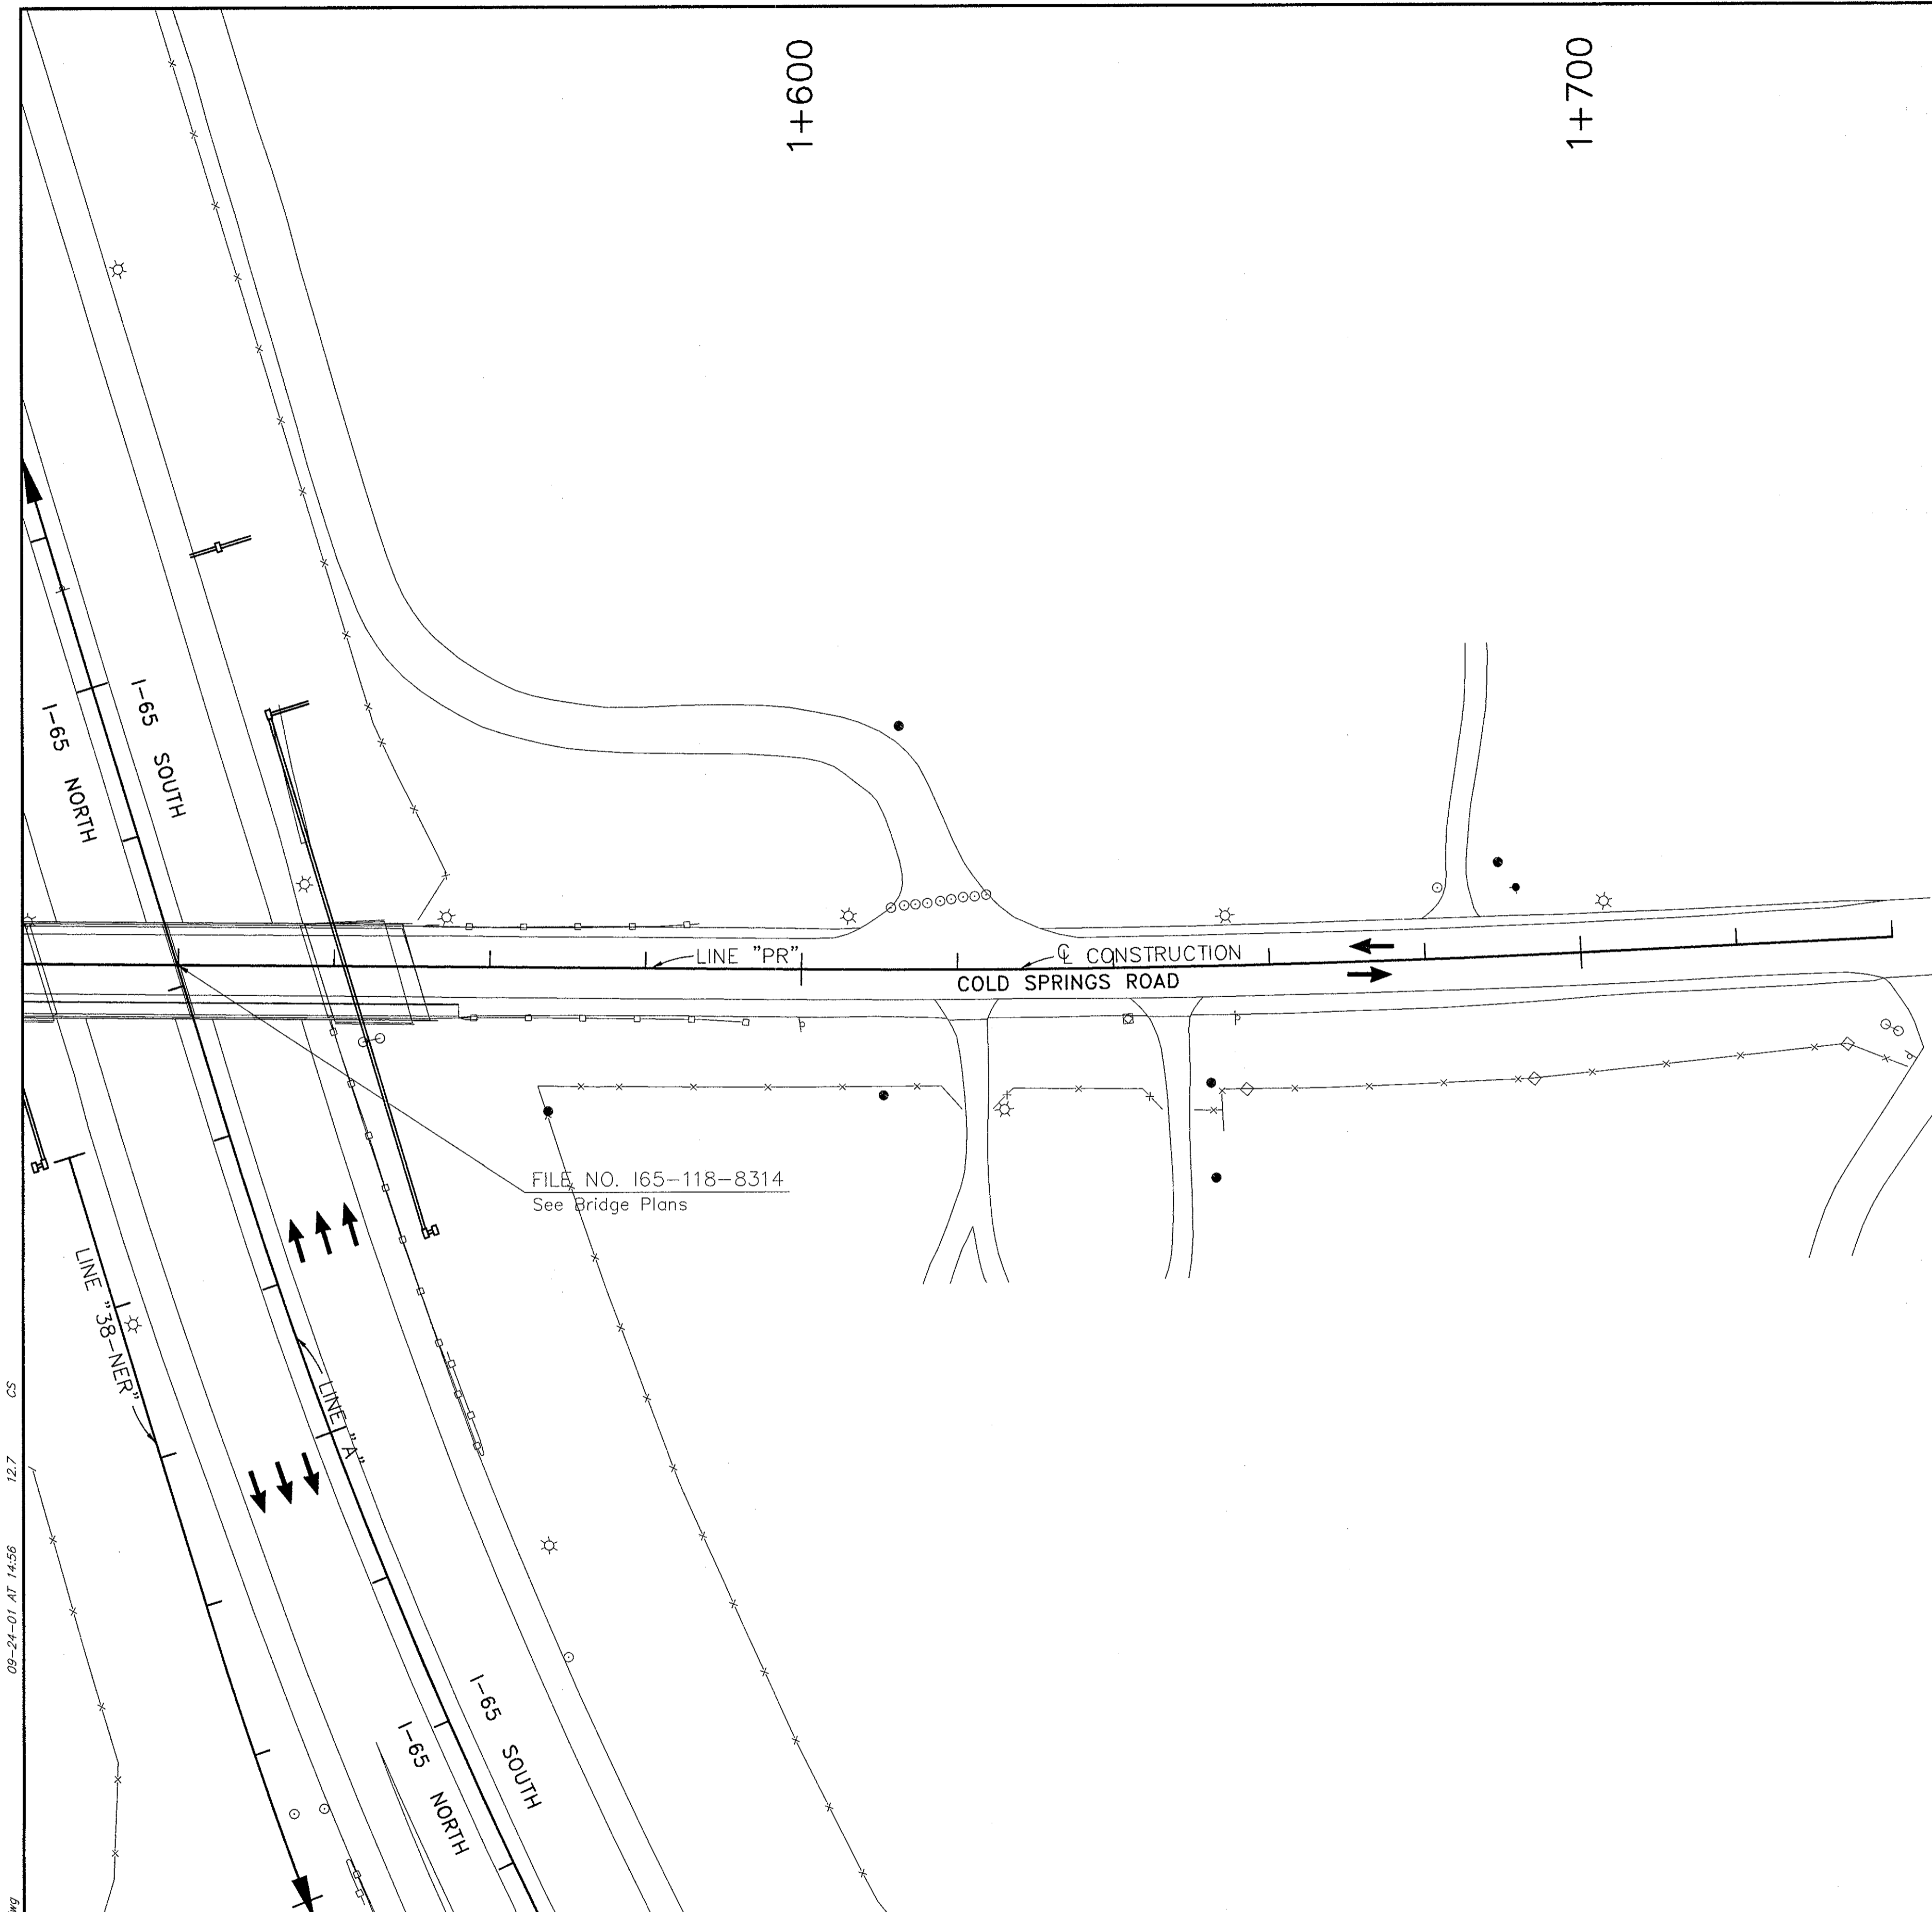 1+600
1+700
I-65 SOUTH
I-65 NORTH
LINE "PR"
℄ CONSTRUCTION
COLD SPRINGS ROAD
FILE NO. I65-118-8314
See Bridge Plans
LINE "38-NER"
LINE "A"
I-65 SOUTH
I-65 NORTH
09-24-01 AT 14:56 12.7 CS